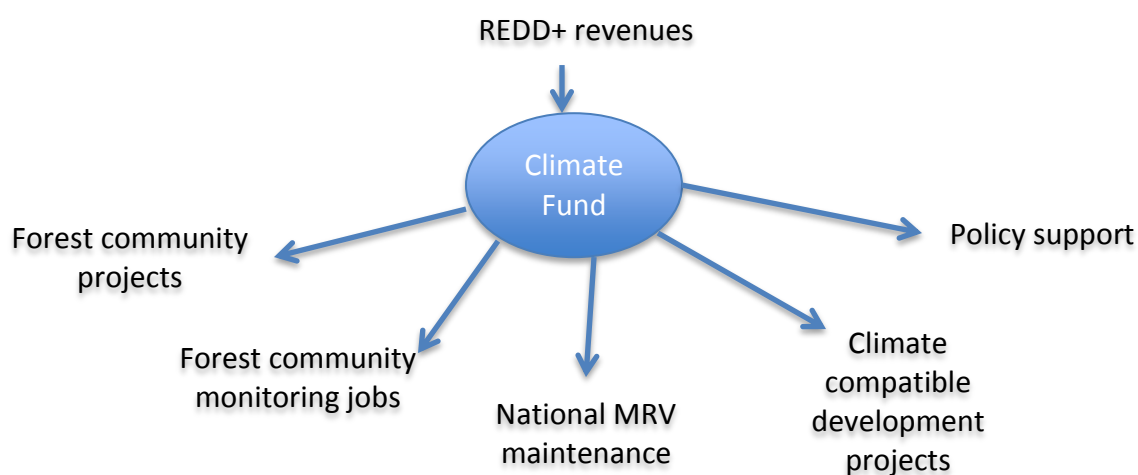 REDD+ revenues
Climate
Fund
Forest community
projects
Policy support
Forest community
monitoring jobs
National MRV
maintenance
Climate
compatible
development
projects